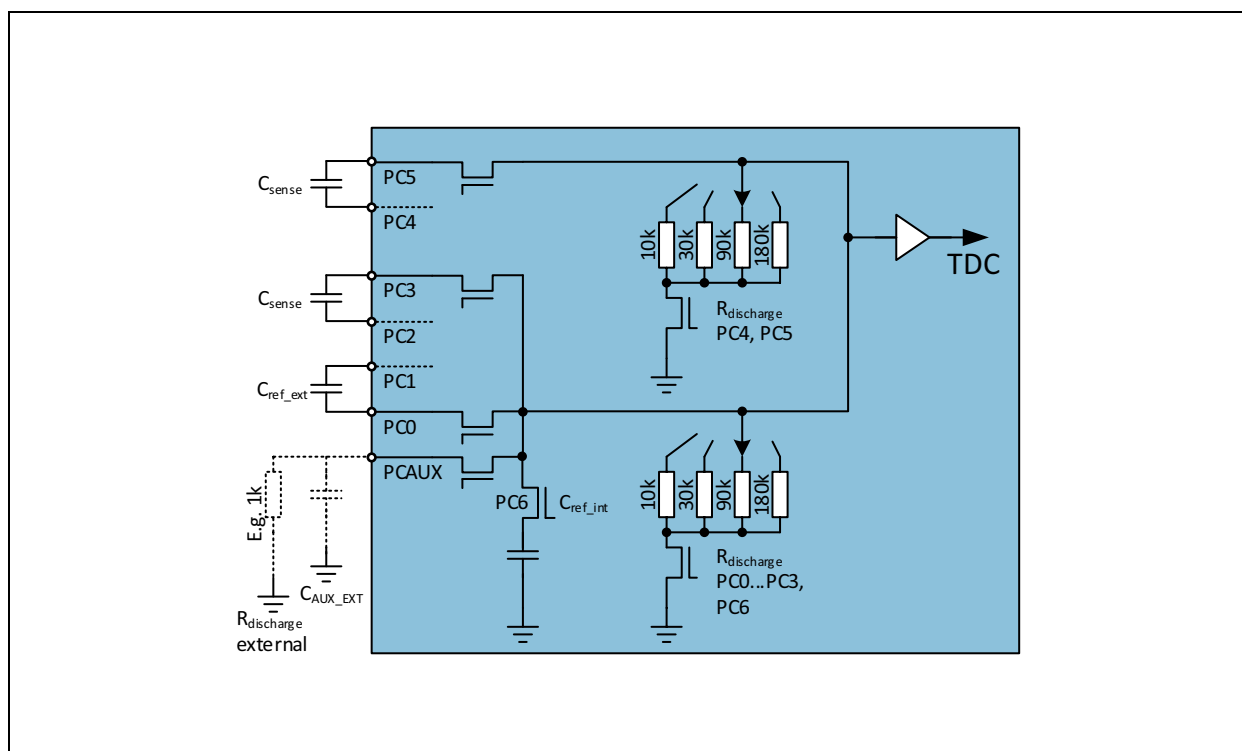 C_sense
PC5
PC4
10k
30k
90k
180k
TDC
R_discharge
PC4, PC5
C_sense
PC3
PC2
C_ref_ext
PC1
PC0
PCAUX
PC6
C_ref_int
10k
30k
90k
180k
R_discharge
PC0...PC3,
PC6
E.g. 1k
C_AUX_EXT
R_discharge
external